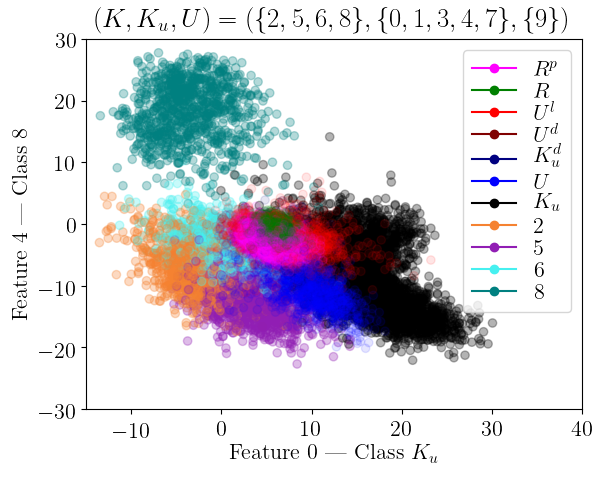 (K, K_u, U) = ({2, 5, 6, 8}, {0, 1, 3, 4, 7}, {9})
30
20
10
0
−10
−20
−30
Feature 4 — Class 8
R^p
R
U^l
U^d
K_u^d
U
K_u
2
5
6
8
−10
0
10
20
30
40
Feature 0 — Class K_u